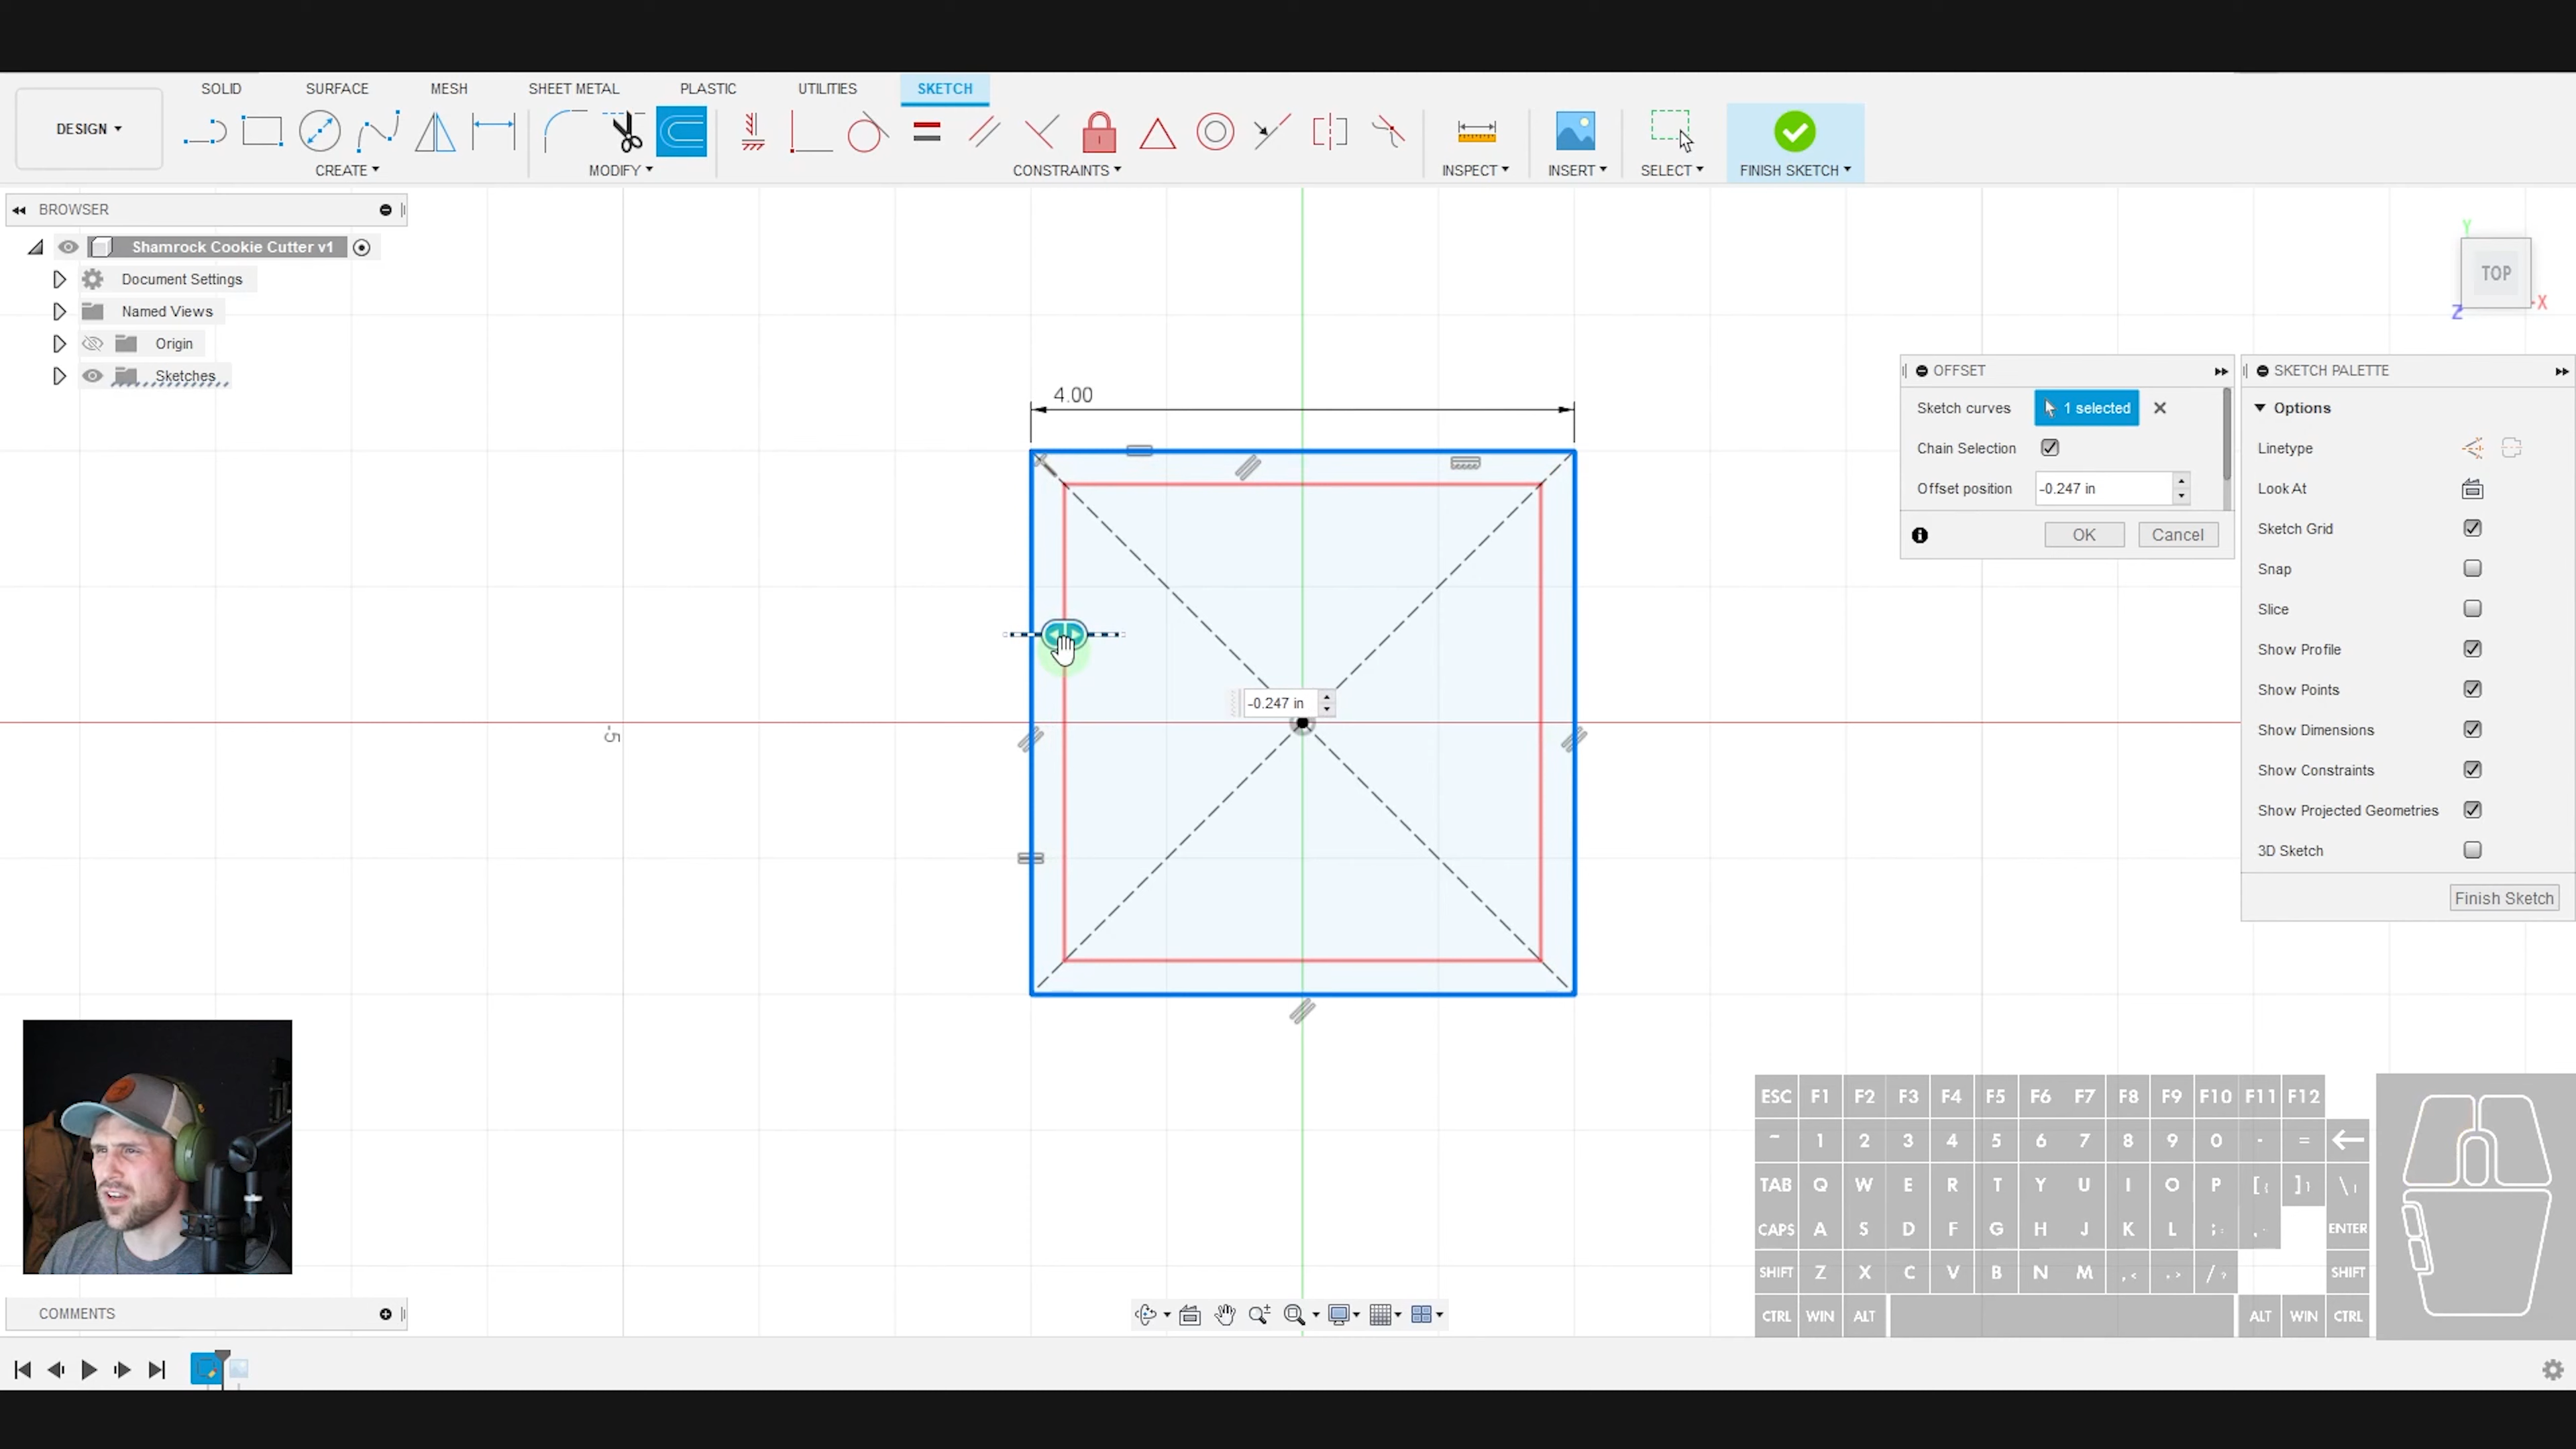 SOLID SURFACE MESH SHEET METAL PLASTIC UTILITIES SKETCH
DESIGN
CREATE MODIFY CONSTRAINTS INSPECT INSERT SELECT FINISH SKETCH
BROWSER
Shamrock Cookie Cutter v1
Document Settings
Named Views
Origin
Sketches
Y
TOP
X
Z
OFFSET
Sketch curves 1 selected
Chain Selection
Offset position -0.247 in
OK Cancel
SKETCH PALETTE
Options
Linetype
Look At
Sketch Grid
Snap
Slice
Show Profile
Show Points
Show Dimensions
Show Constraints
Show Projected Geometries
3D Sketch
Finish Sketch
4.00
-0.247 in
-5
ESC F1 F2 F3 F4 F5 F6 F7 F8 F9 F10 F11 F12
1 2 3 4 5 6 7 8 9 0 - =
TAB Q W E R T Y U I O P [{ ]} \|
CAPS A S D F G H J K L ENTER
SHIFT Z X C V B N M ,< .> /? SHIFT
CTRL WIN ALT ALT WIN CTRL
COMMENTS